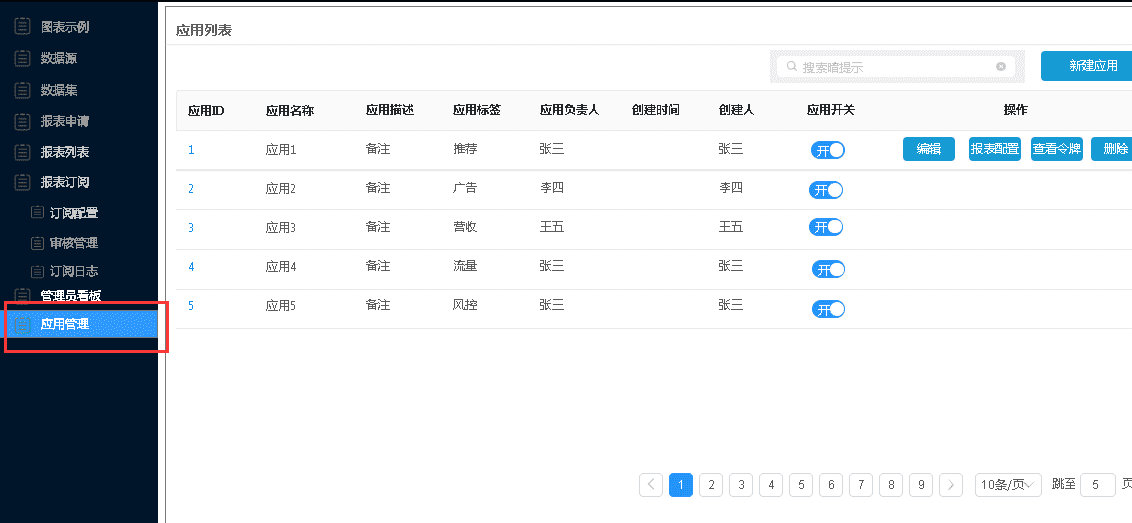 图表示例
数据源
数据集
报表申请
报表列表
报表订阅
订阅配置
审核管理
订阅日志
管理员看板
应用管理
应用列表
搜索暗提示
新建应用
应用ID 应用名称 应用描述 应用标签 应用负责人 创建时间 创建人 应用开关 操作
1 应用1 备注 推荐 张三 张三 开 编辑 报表配置 查看令牌 删除
2 应用2 备注 广告 李四 李四 开
3 应用3 备注 营收 王五 王五 开
4 应用4 备注 流量 张三 张三 开
5 应用5 备注 风控 张三 张三 开
1 2 3 4 5 6 7 8 9 10条/页 跳至 5 页